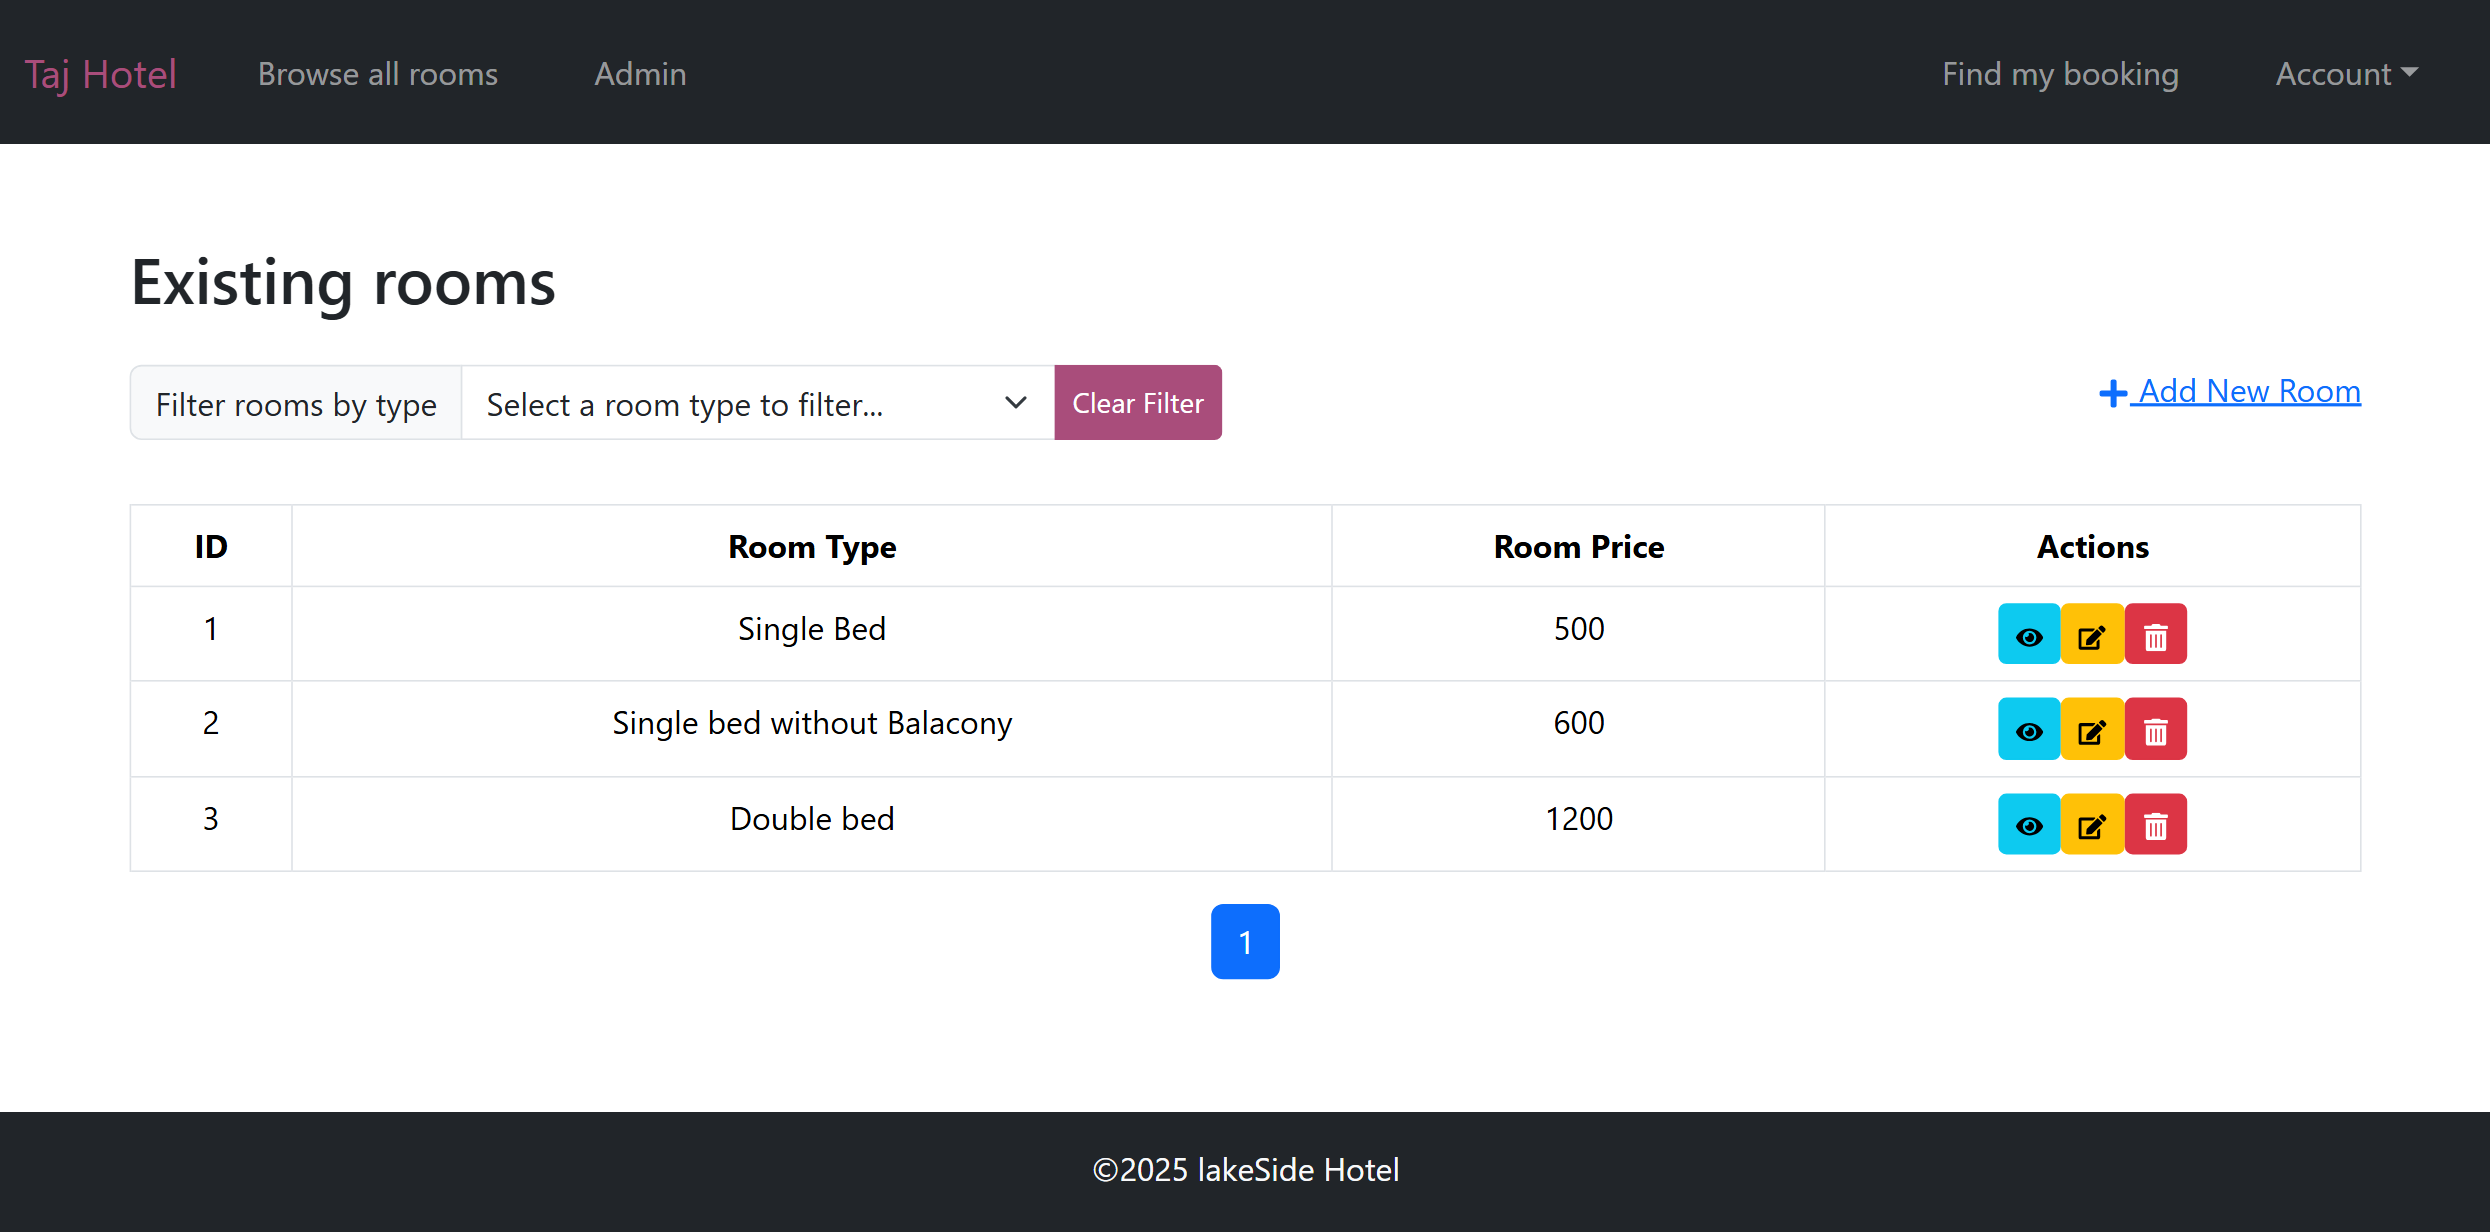 Taj Hotel Browse all rooms Admin Find my booking Account
Existing rooms
Filter rooms by type Select a room type to filter... Clear Filter Add New Room
ID Room Type Room Price Actions
1 Single Bed 500
2 Single bed without Balacony 600
3 Double bed 1200
1
©2025 lakeSide Hotel